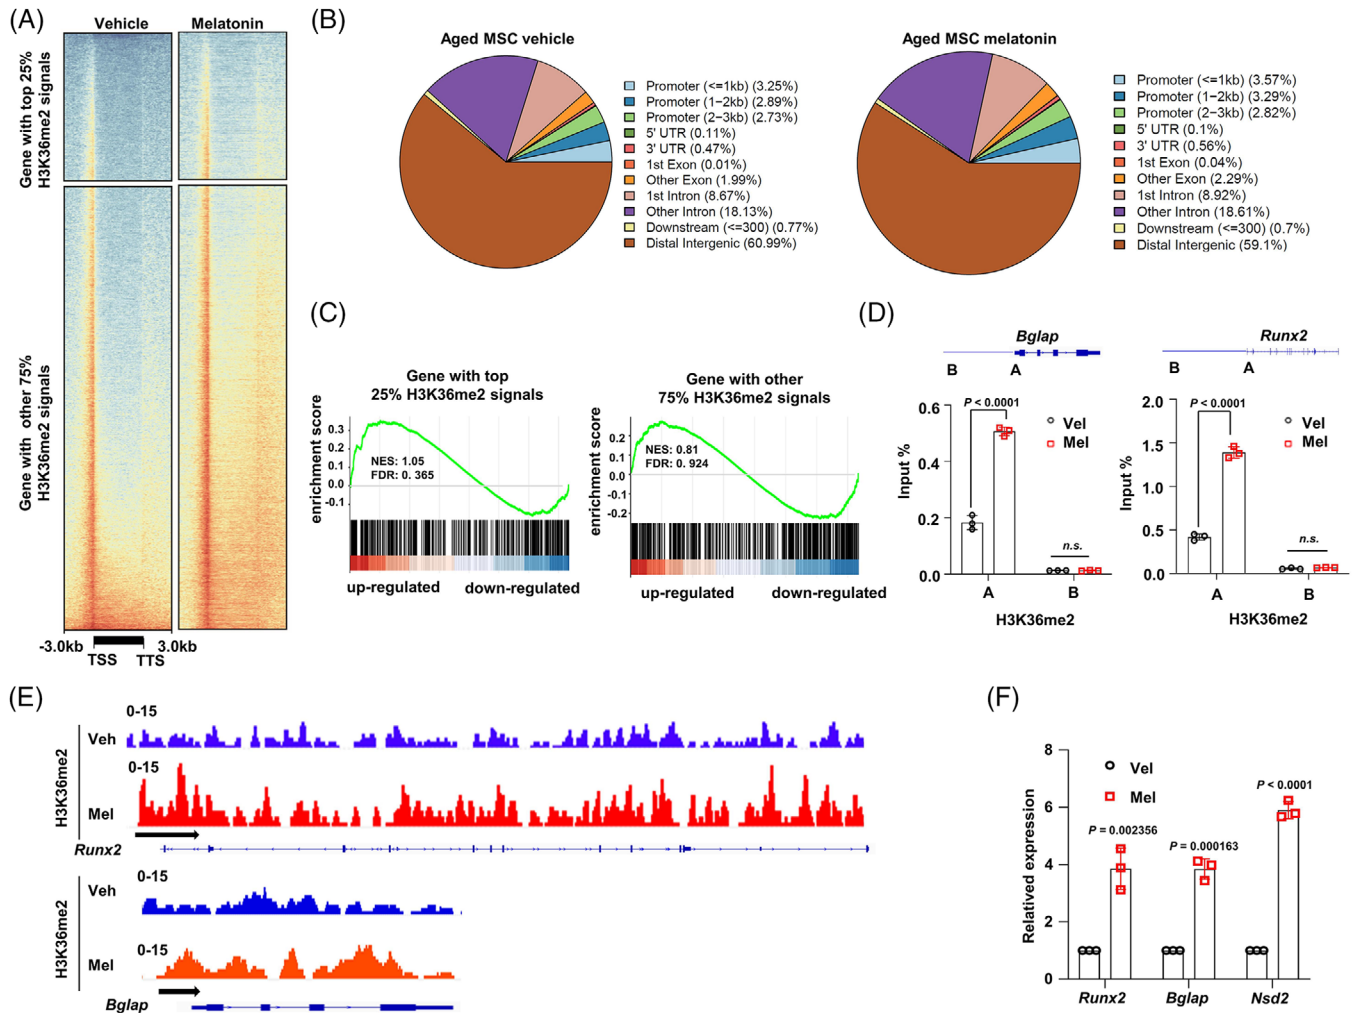 (A)
Vehicle
Melatonin
Gene with top 25%
H3K36me2 signals
Gene with other 75%
H3K36me2 signals
-3.0kb
3.0kb
TSS
TTS
(B)
Aged MSC vehicle
Promoter (<=1kb) (3.25%)
Promoter (1−2kb) (2.89%)
Promoter (2−3kb) (2.73%)
5' UTR (0.11%)
3' UTR (0.47%)
1st Exon (0.01%)
Other Exon (1.99%)
1st Intron (8.67%)
Other Intron (18.13%)
Downstream (<=300) (0.77%)
Distal Intergenic (60.99%)
Aged MSC melatonin
Promoter (<=1kb) (3.57%)
Promoter (1−2kb) (3.29%)
Promoter (2−3kb) (2.82%)
5' UTR (0.1%)
3' UTR (0.56%)
1st Exon (0.04%)
Other Exon (2.29%)
1st Intron (8.92%)
Other Intron (18.61%)
Downstream (<=300) (0.7%)
Distal Intergenic (59.1%)
(C)
Gene with top
25% H3K36me2 signals
enrichment score
0.3
0.2
0.1
0.0
-0.1
NES: 1.05
FDR: 0. 365
up-regulated
down-regulated
Gene with other
75% H3K36me2 signals
enrichment score
0.2
0.1
0.0
-0.1
-0.2
NES: 0.81
FDR: 0.924
up-regulated
down-regulated
(D)
Bglap
B
A
Input %
0.6
0.4
0.2
0.0
P < 0.0001
Vel
Mel
n.s.
A
B
H3K36me2
Runx2
B
A
Input %
2.0
1.5
1.0
0.5
0.0
P < 0.0001
Vel
Mel
n.s.
A
B
H3K36me2
(E)
H3K36me2
0-15
Veh
0-15
Mel
Runx2
H3K36me2
0-15
Veh
0-15
Mel
Bglap
(F)
Relatived expression
8
6
4
2
0
Vel
Mel
P = 0.002356
P = 0.000163
P < 0.0001
Runx2
Bglap
Nsd2